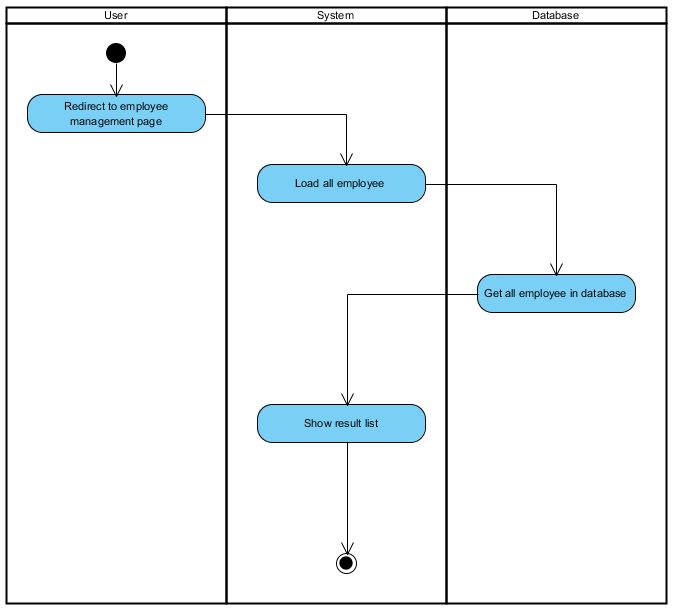 User
System
Database
Redirect to employee
management page
Load all employee
Get all employee in database
Show result list